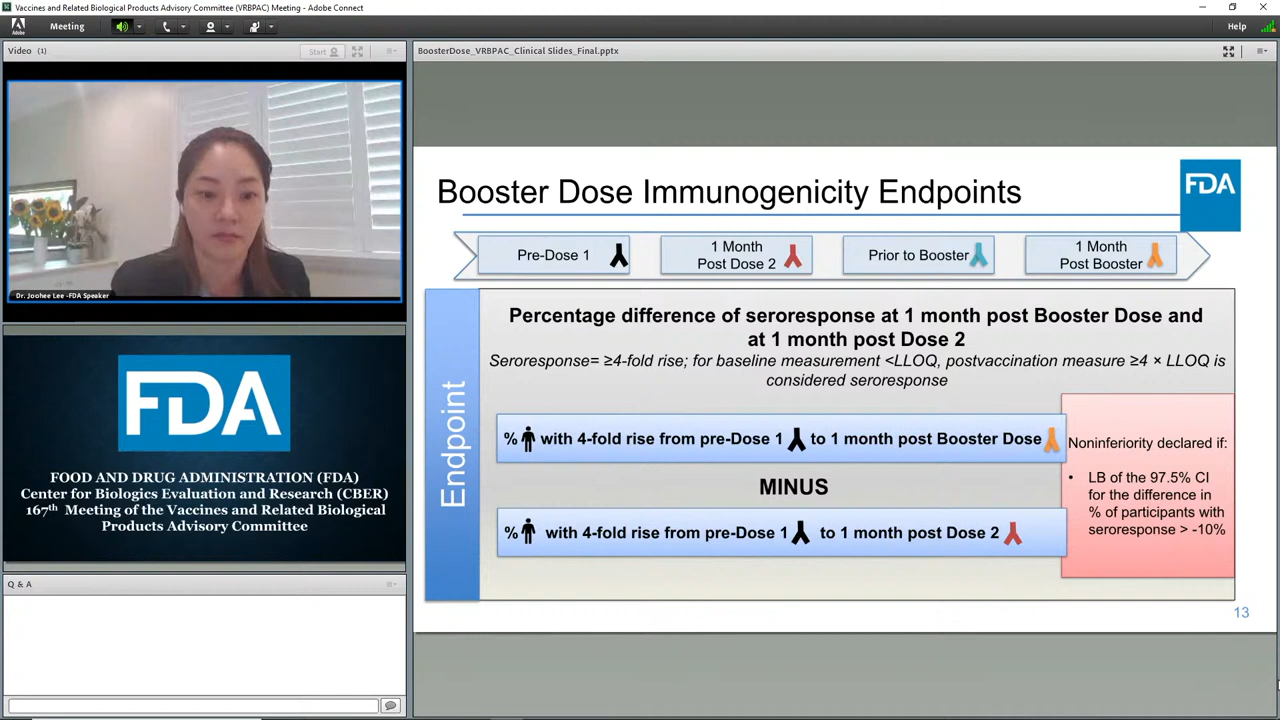 Vaccines and Related Biological Products Advisory Committee (VRBPAC) Meeting - Adobe Connect
Adobe
Meeting
Help
Video (1)
Start
BoosterDose_VRBPAC_Clinical Slides_Final.pptx
Dr. Joohee Lee -FDA Speaker
FDA
FOOD AND DRUG ADMINISTRATION (FDA)
Center for Biologics Evaluation and Research (CBER)
167th Meeting of the Vaccines and Related Biological
Products Advisory Committee
Q & A
Booster Dose Immunogenicity Endpoints
FDA
Pre-Dose 1
1 Month
Post Dose 2
Prior to Booster
1 Month
Post Booster
Endpoint
Percentage difference of seroresponse at 1 month post Booster Dose and
at 1 month post Dose 2
Seroresponse= ≥4-fold rise; for baseline measurement <LLOQ, postvaccination measure ≥4 × LLOQ is
considered seroresponse
% with 4-fold rise from pre-Dose 1 to 1 month post Booster Dose
MINUS
% with 4-fold rise from pre-Dose 1 to 1 month post Dose 2
Noninferiority declared if:
• LB of the 97.5% CI
for the difference in
% of participants with
seroresponse > -10%
13